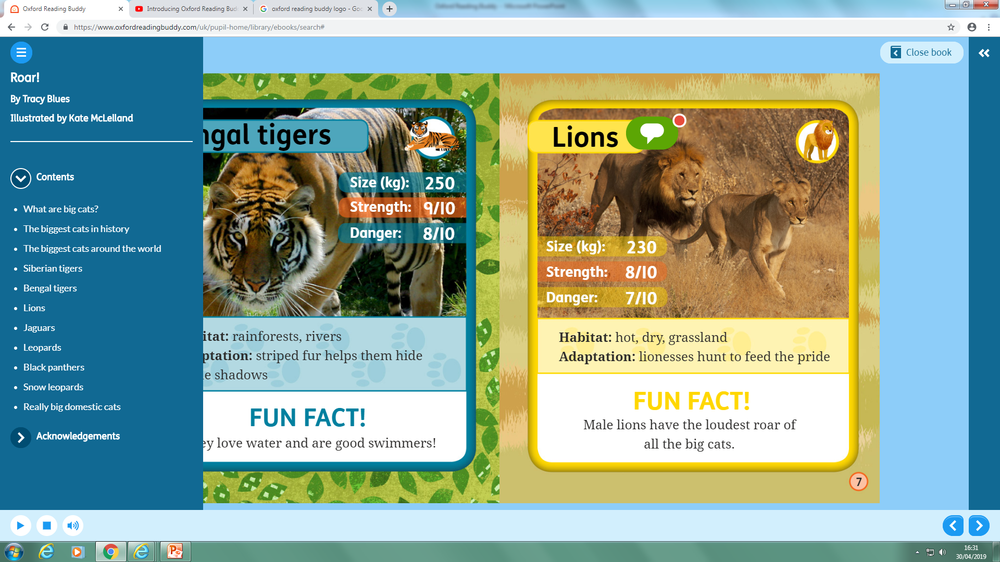 Oxford Reading Buddy
Introducing Oxford Reading Bud
oxford reading buddy logo - Goo
Oxford Reading Buddy - Microsoft PowerPoint
https://www.oxfordreadingbuddy.com/uk/pupil-home/library/ebooks/search#
Close book
Roar!
By Tracy Blues
Illustrated by Kate McLelland
Contents
What are big cats?
The biggest cats in history
The biggest cats around the world
Siberian tigers
Bengal tigers
Lions
Jaguars
Leopards
Black panthers
Snow leopards
Really big domestic cats
Acknowledgements
ngal tigers
Size (kg): 250
Strength: 9/10
Danger: 8/10
itat: rainforests, rivers
ptation: striped fur helps them hide
e shadows
FUN FACT!
ey love water and are good swimmers!
Lions
Size (kg): 230
Strength: 8/10
Danger: 7/10
Habitat: hot, dry, grassland
Adaptation: lionesses hunt to feed the pride
FUN FACT!
Male lions have the loudest roar of
all the big cats.
7
16:31
30/04/2019